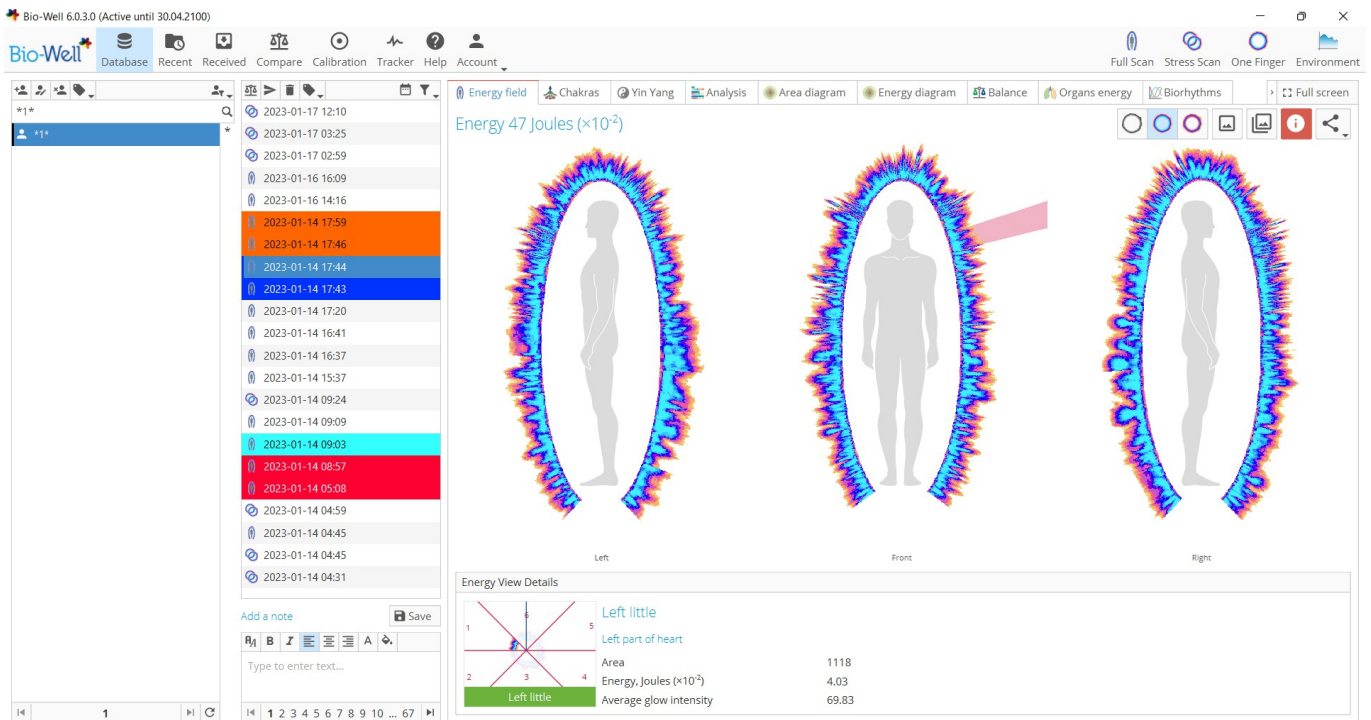 Bio-Well 6.0.3.0 (Active until 30.04.2100)
Bio-Well
Database Recent Received Compare Calibration Tracker Help Account
Full Scan Stress Scan One Finger Environment
*1*
*1* *
2023-01-17 12:10
2023-01-17 03:25
2023-01-17 02:59
2023-01-16 16:09
2023-01-16 14:16
2023-01-14 17:59
2023-01-14 17:46
2023-01-14 17:44
2023-01-14 17:43
2023-01-14 17:20
2023-01-14 16:41
2023-01-14 16:37
2023-01-14 15:37
2023-01-14 09:24
2023-01-14 09:09
2023-01-14 09:03
2023-01-14 08:57
2023-01-14 05:08
2023-01-14 04:59
2023-01-14 04:45
2023-01-14 04:45
2023-01-14 04:31
Add a note Save
A B I A
Type to enter text...
1
1 2 3 4 5 6 7 8 9 10 ... 67
Energy field Chakras Yin Yang Analysis Area diagram Energy diagram Balance Organs energy Biorhythms Full screen
Energy 47 Joules (×10⁻²)
Left Front Right
Energy View Details
1 6 5
2 3 4
Left little
Left little
Left part of heart
Area 1118
Energy, Joules (×10⁻²) 4.03
Average glow intensity 69.83